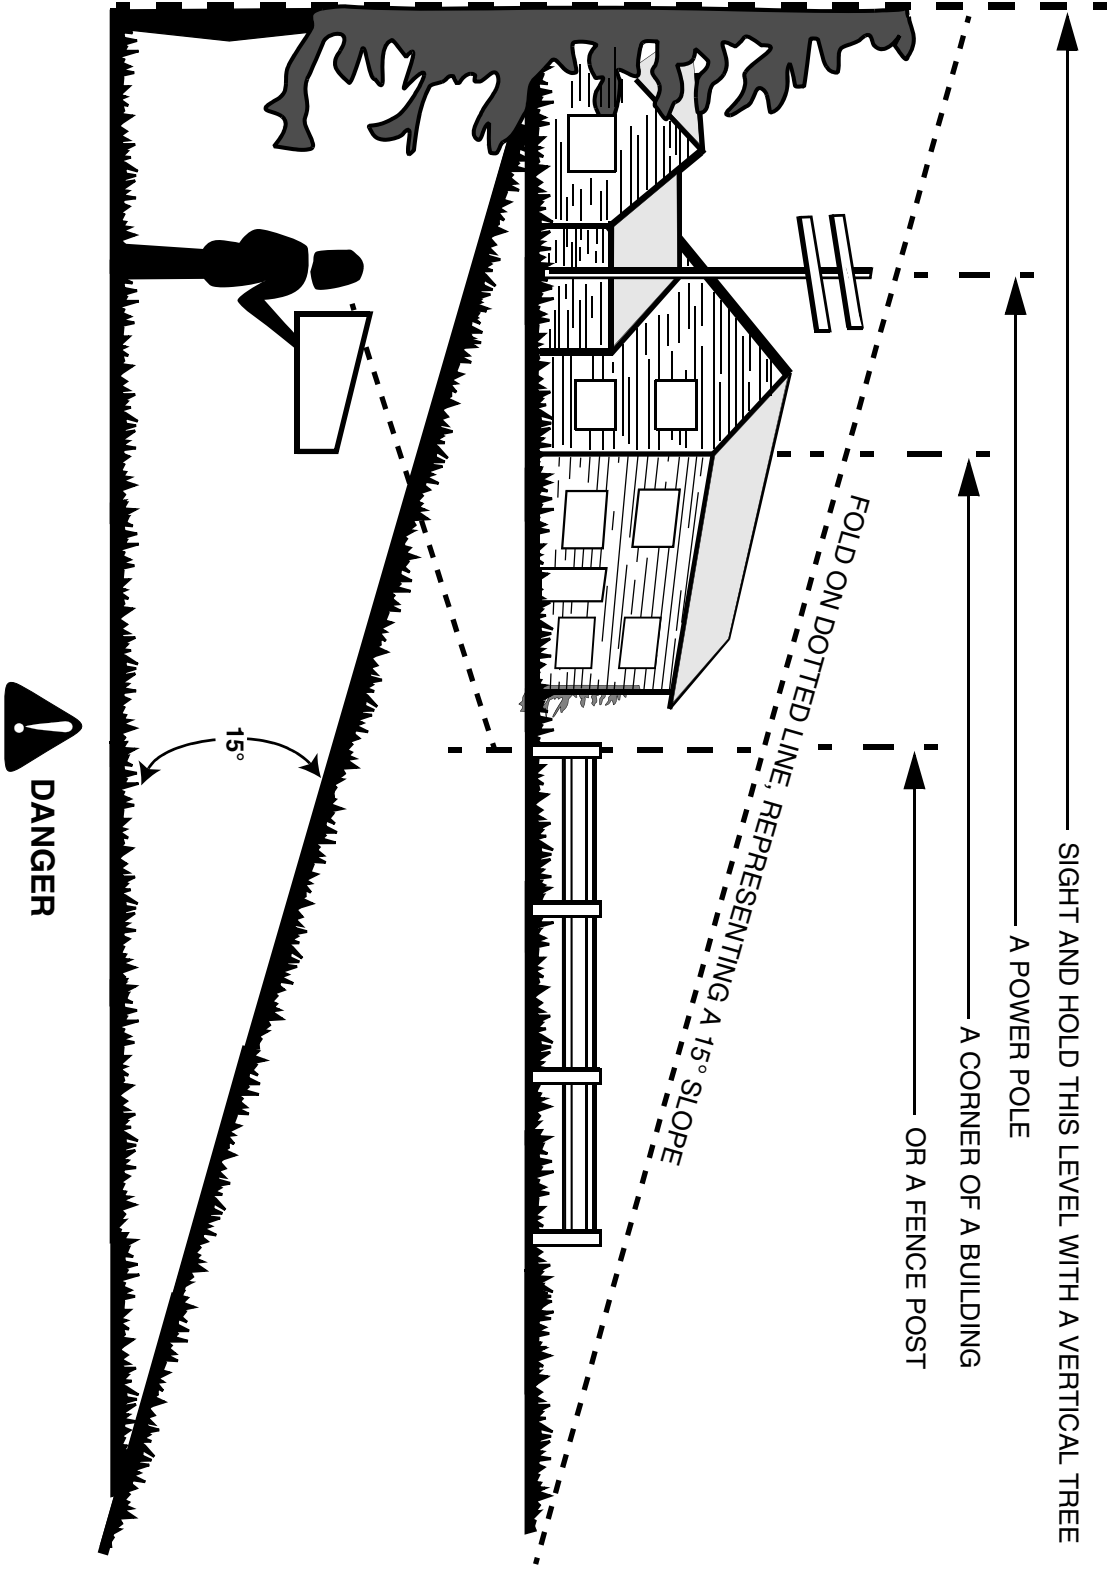 SIGHT AND HOLD THIS LEVEL WITH A VERTICAL TREE
A POWER POLE
A CORNER OF A BUILDING
OR A FENCE POST
FOLD ON DOTTED LINE, REPRESENTING A 15° SLOPE
15°
DANGER